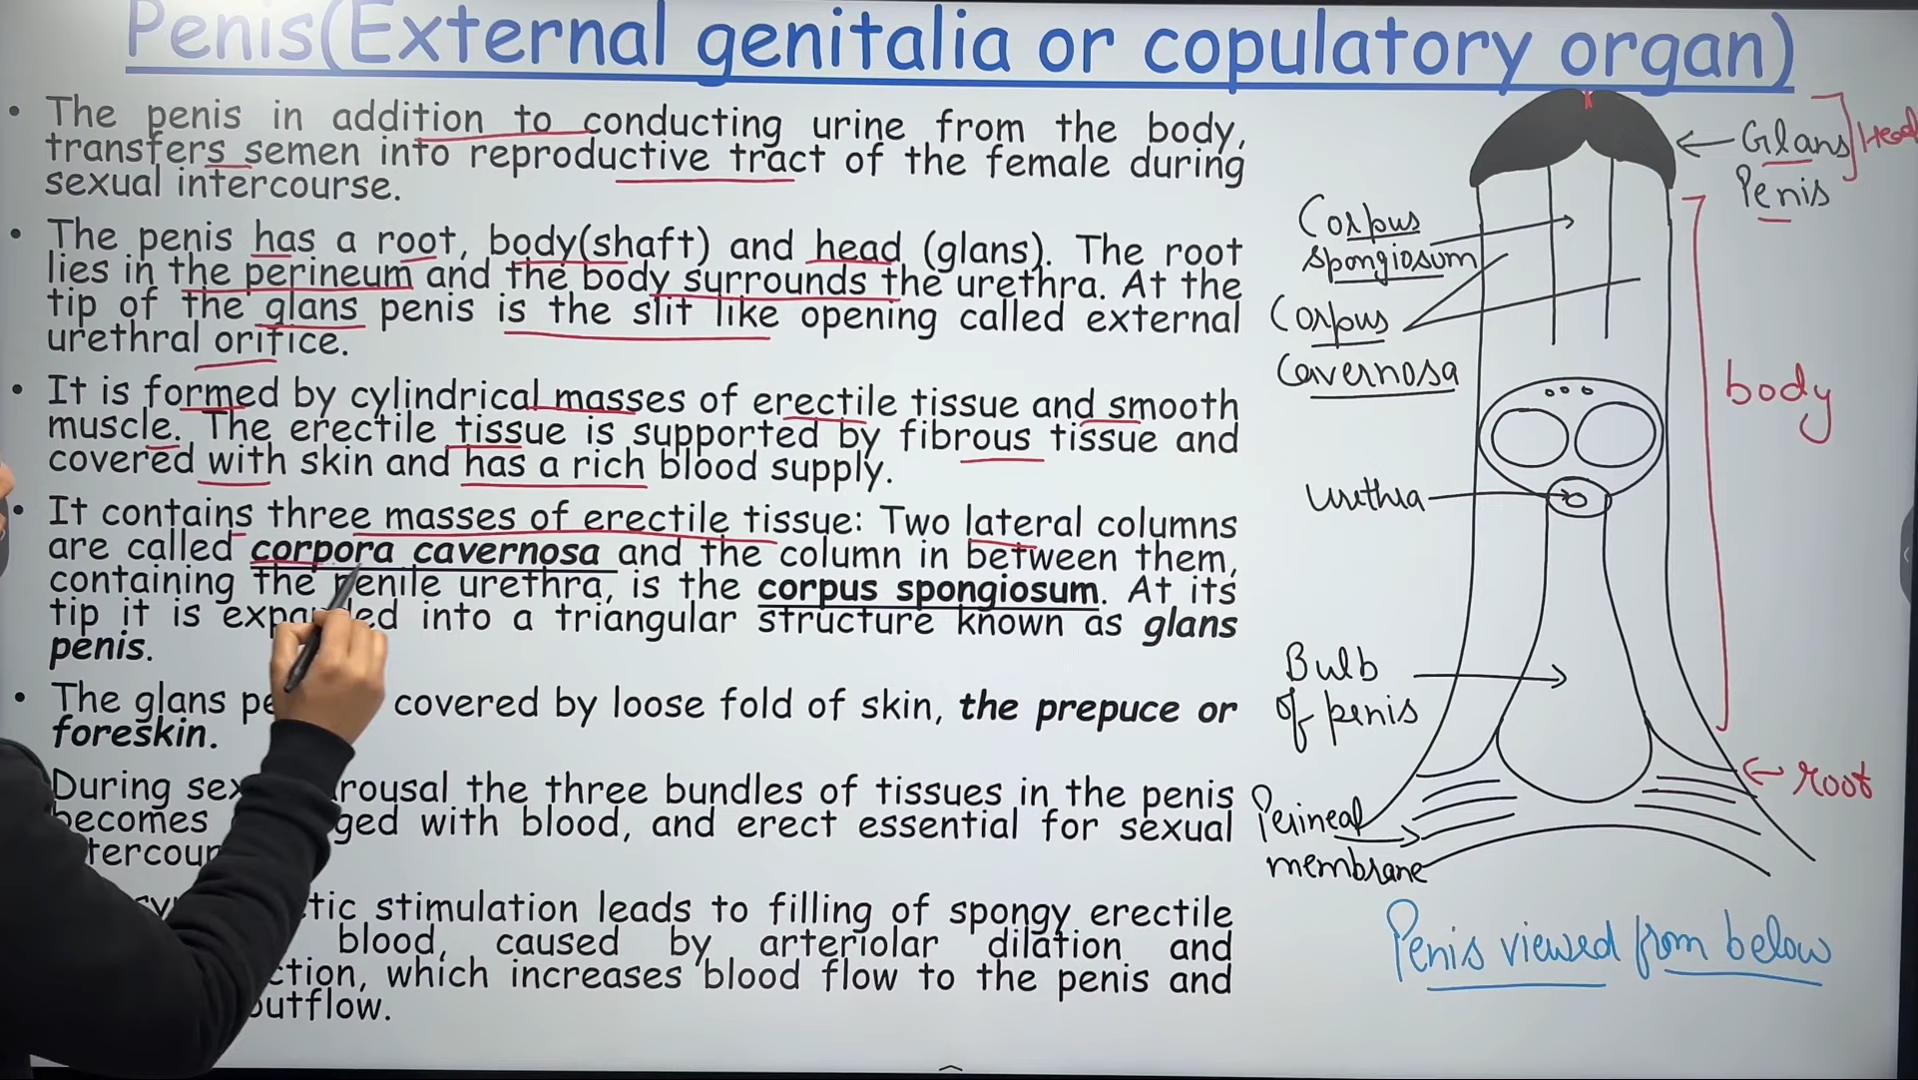 Penis(External genitalia or copulatory organ)
• The penis in addition to conducting urine from the body,
transfers semen into reproductive tract of the female during
sexual intercourse.
• The penis has a root, body(shaft) and head (glans). The root
lies in the perineum and the body surrounds the urethra. At the
tip of the glans penis is the slit like opening called external
urethral orifice.
• It is formed by cylindrical masses of erectile tissue and smooth
muscle. The erectile tissue is supported by fibrous tissue and
covered with skin and has a rich blood supply.
• It contains three masses of erectile tissue: Two lateral columns
are called corpora cavernosa and the column in between them,
containing the penile urethra, is the corpus spongiosum. At its
tip it is expanded into a triangular structure known as glans
penis.
• The glans covered by loose fold of skin, the prepuce or
foreskin.
During arousal the three bundles of tissues in the penis
becomes with blood, and erect essential for sexual
stimulation leads to filling of spongy erectile
blood, caused by arteriolar dilation and
which increases blood flow to the penis and
outflow.
Glans
Penis
Head
Corpus
spongiosum
Corpus
Cavernosa
body
Urethra
Bulb
of penis
root
Perineal
membrane
Penis viewed from below